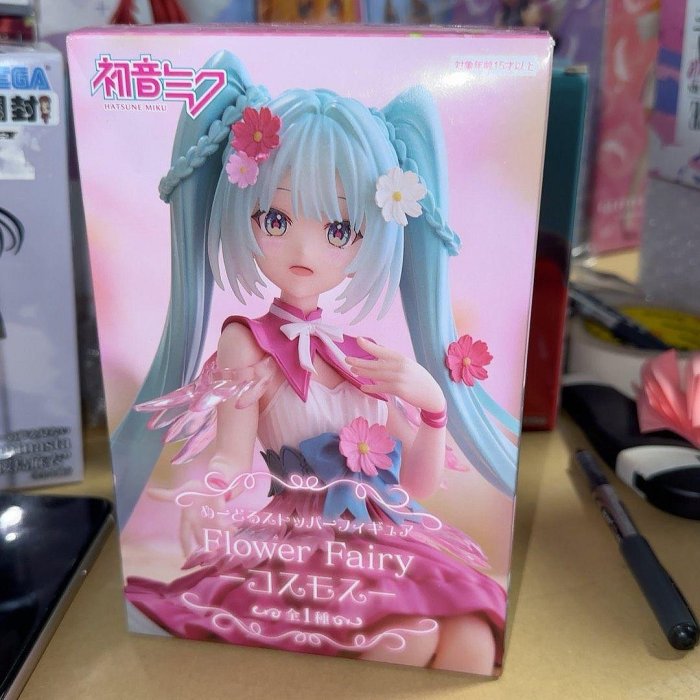 初音ミク
HATSUNE MIKU
対象年齢15才以上
SEGA
開封
ぬーどるストッパーフィギュア
Flower Fairy
ーコスモスー
全1種